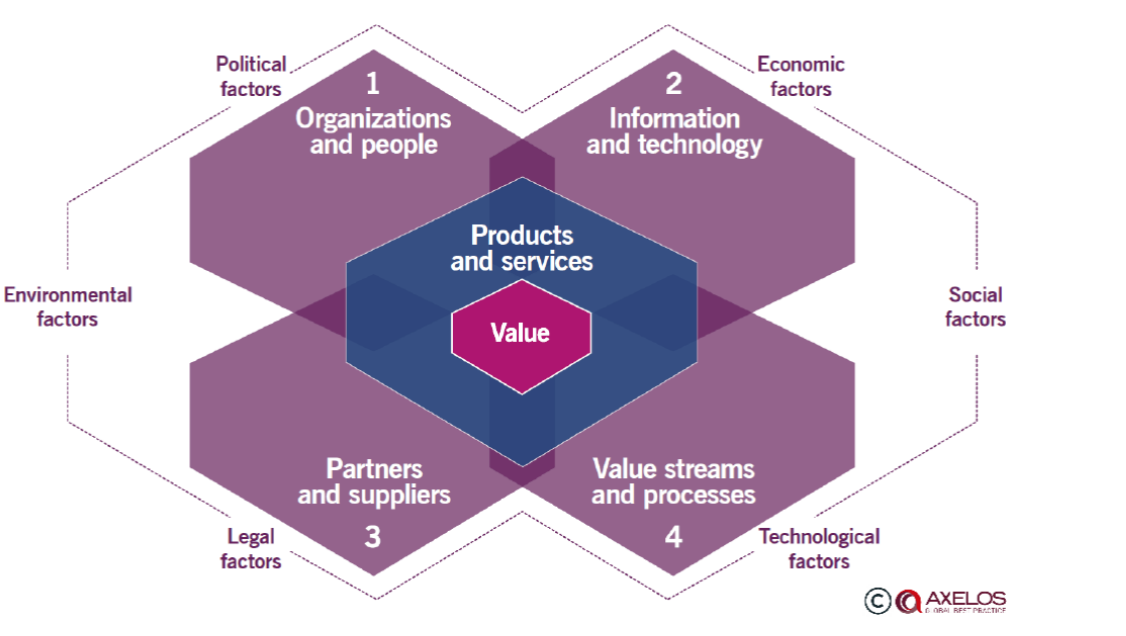 Political
factors
1
Organizations
and people
2
Information
and technology
Economic
factors
Products
and services
Environmental
factors
Value
Social
factors
Partners
and suppliers
3
Value streams
and processes
4
Legal
factors
Technological
factors
© AXELOS
GLOBAL BEST PRACTICE